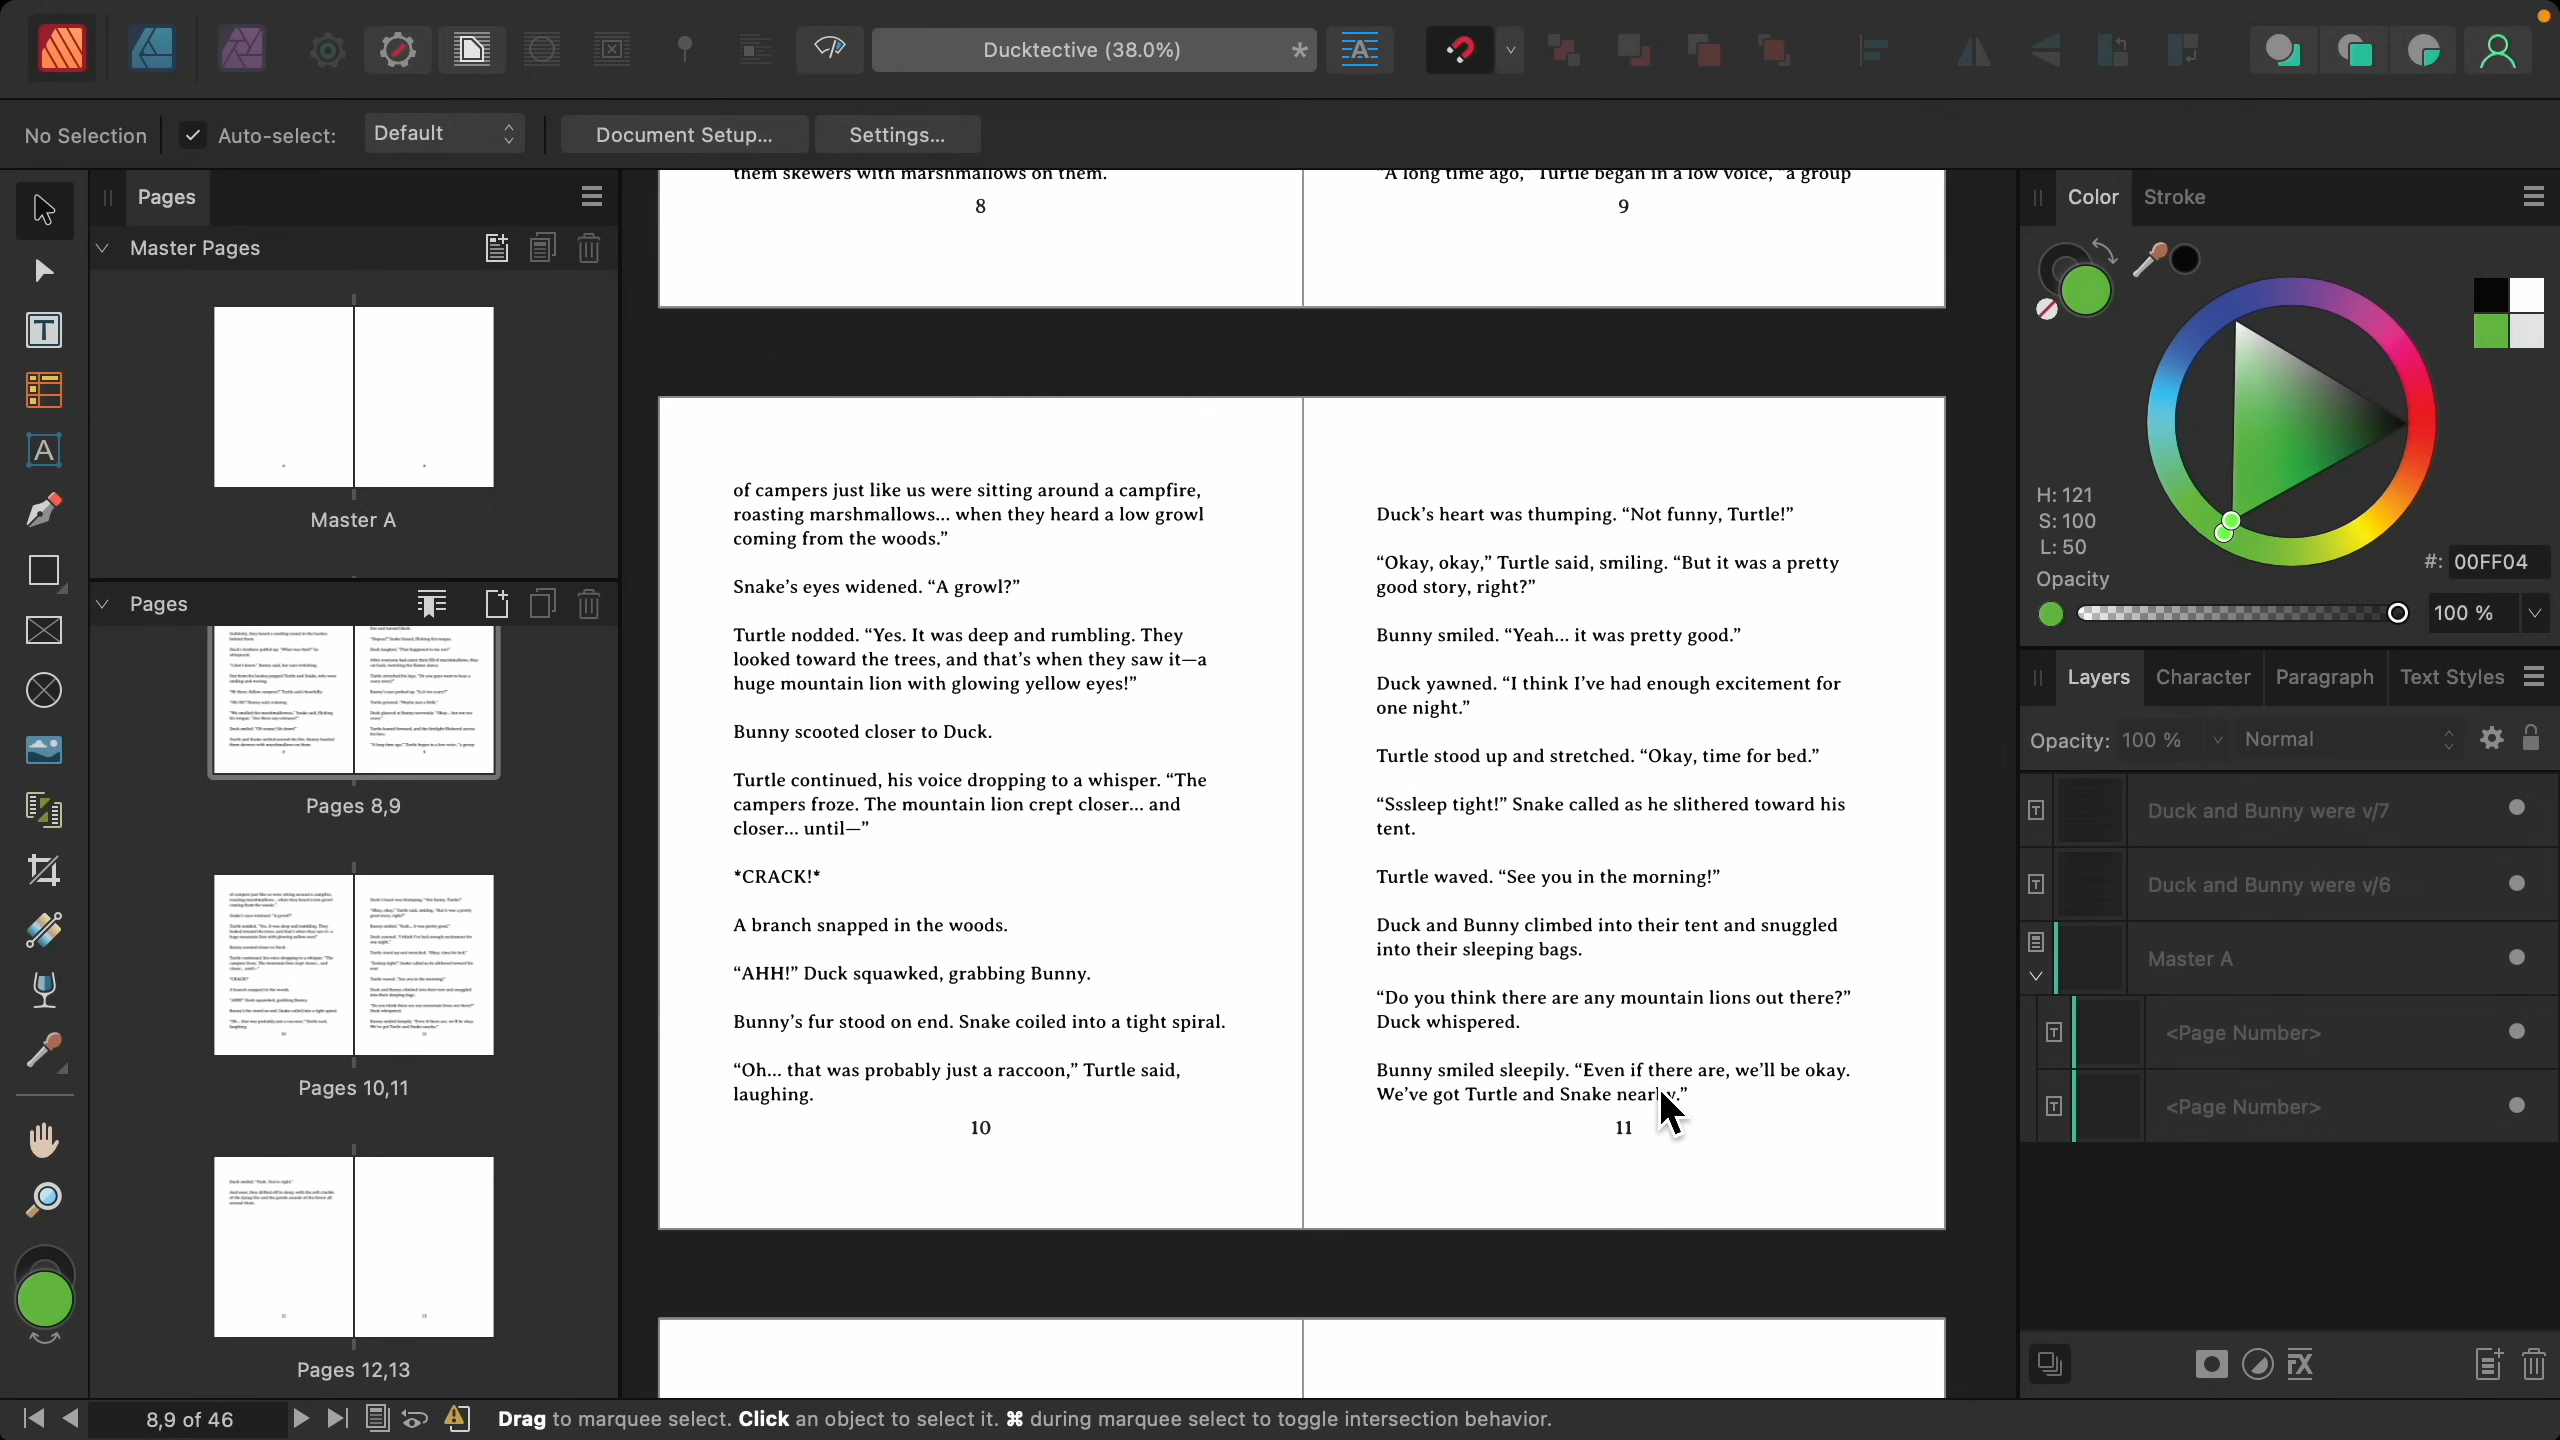 Ducktective (38.0%)
*
No Selection
Auto-select:
Default
Document Setup...
Settings...
Pages
Master Pages
Master A
Pages
Pages 8,9
Pages 10,11
Pages 12,13
them skewers with marshmallows on them.
8
“A long time ago,” Turtle began in a low voice, “a group
9
of campers just like us were sitting around a campfire,
roasting marshmallows... when they heard a low growl
coming from the woods.”
Snake’s eyes widened. “A growl?”
Turtle nodded. “Yes. It was deep and rumbling. They
looked toward the trees, and that’s when they saw it—a
huge mountain lion with glowing yellow eyes!”
Bunny scooted closer to Duck.
Turtle continued, his voice dropping to a whisper. “The
campers froze. The mountain lion crept closer... and
closer... until—”
*CRACK!*
A branch snapped in the woods.
“AHH!” Duck squawked, grabbing Bunny.
Bunny’s fur stood on end. Snake coiled into a tight spiral.
“Oh... that was probably just a raccoon,” Turtle said,
laughing.
10
Duck’s heart was thumping. “Not funny, Turtle!”
“Okay, okay,” Turtle said, smiling. “But it was a pretty
good story, right?”
Bunny smiled. “Yeah... it was pretty good.”
Duck yawned. “I think I’ve had enough excitement for
one night.”
Turtle stood up and stretched. “Okay, time for bed.”
“Sssleep tight!” Snake called as he slithered toward his
tent.
Turtle waved. “See you in the morning!”
Duck and Bunny climbed into their tent and snuggled
into their sleeping bags.
“Do you think there are any mountain lions out there?”
Duck whispered.
Bunny smiled sleepily. “Even if there are, we’ll be okay.
We’ve got Turtle and Snake nearby.”
11
Color
Stroke
H: 121
S: 100
L: 50
#: 00FF04
Opacity
100 %
Layers
Character
Paragraph
Text Styles
Opacity: 100 %
Normal
Duck and Bunny were v/7
Duck and Bunny were v/6
Master A
<Page Number>
<Page Number>
8,9 of 46
Drag to marquee select. Click an object to select it. ⌘ during marquee select to toggle intersection behavior.